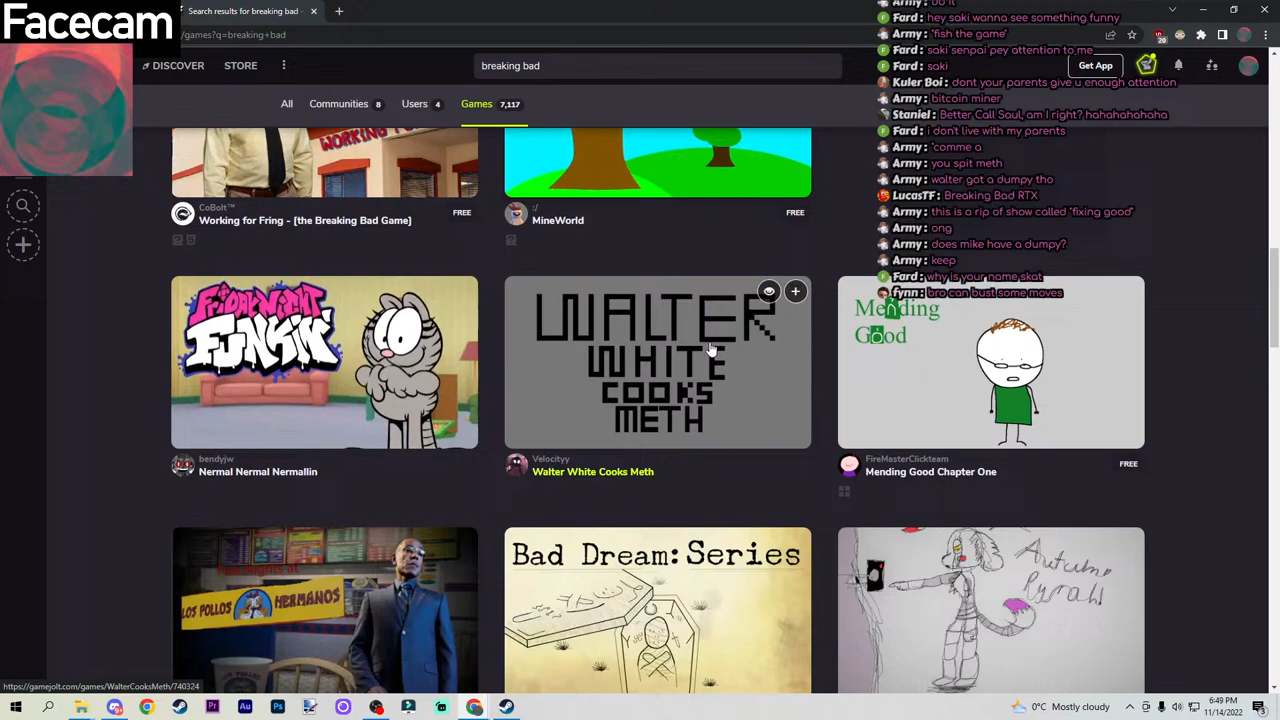 Facecam
Search results for breaking bad
/games?q=breaking+bad
20
DISCOVER
STORE
breaking bad
Get App
All
Communities 8
Users 4
Games 7,117
Army: do it
Fard: hey saki wanna see something funny
Army: "fish the game"
Fard: saki senpai pey attention to me
Fard: saki
Kuler Boi: dont your parents give u enough attention
Army: bitcoin miner
Staniel: Better Call Saul, am I right? hahahahahaha
Fard: i don't live with my parents
Army: "comme a
Army: you spit meth
Army: walter got a dumpy tho
LucasTF: Breaking Bad RTX
Army: this is a rip of show called "fixing good"
Army: ong
Army: does mike have a dumpy?
Army: keep
Fard: why is your name skat
fynn: bro can bust some moves
WORKING FO
CoBolt™
Working for Fring - [the Breaking Bad Game]
FREE
:/
MineWorld
FREE
FRIDAY NIGHT
FUNKIN'
WALTER
WHITE
COOKS
METH
Mending
Good
bendyjw
Nermal Normal Nermallin
Velocityy
Walter White Cooks Meth
FireMasterClickteam
Mending Good Chapter One
FREE
Nights at
LOS POLLOS
HERMANOS
Bad Dream: Series
Autumn
https://gamejolt.com/games/WalterCooksMeth/740324
0°C Mostly cloudy
6:49 PM
11/14/2022
3